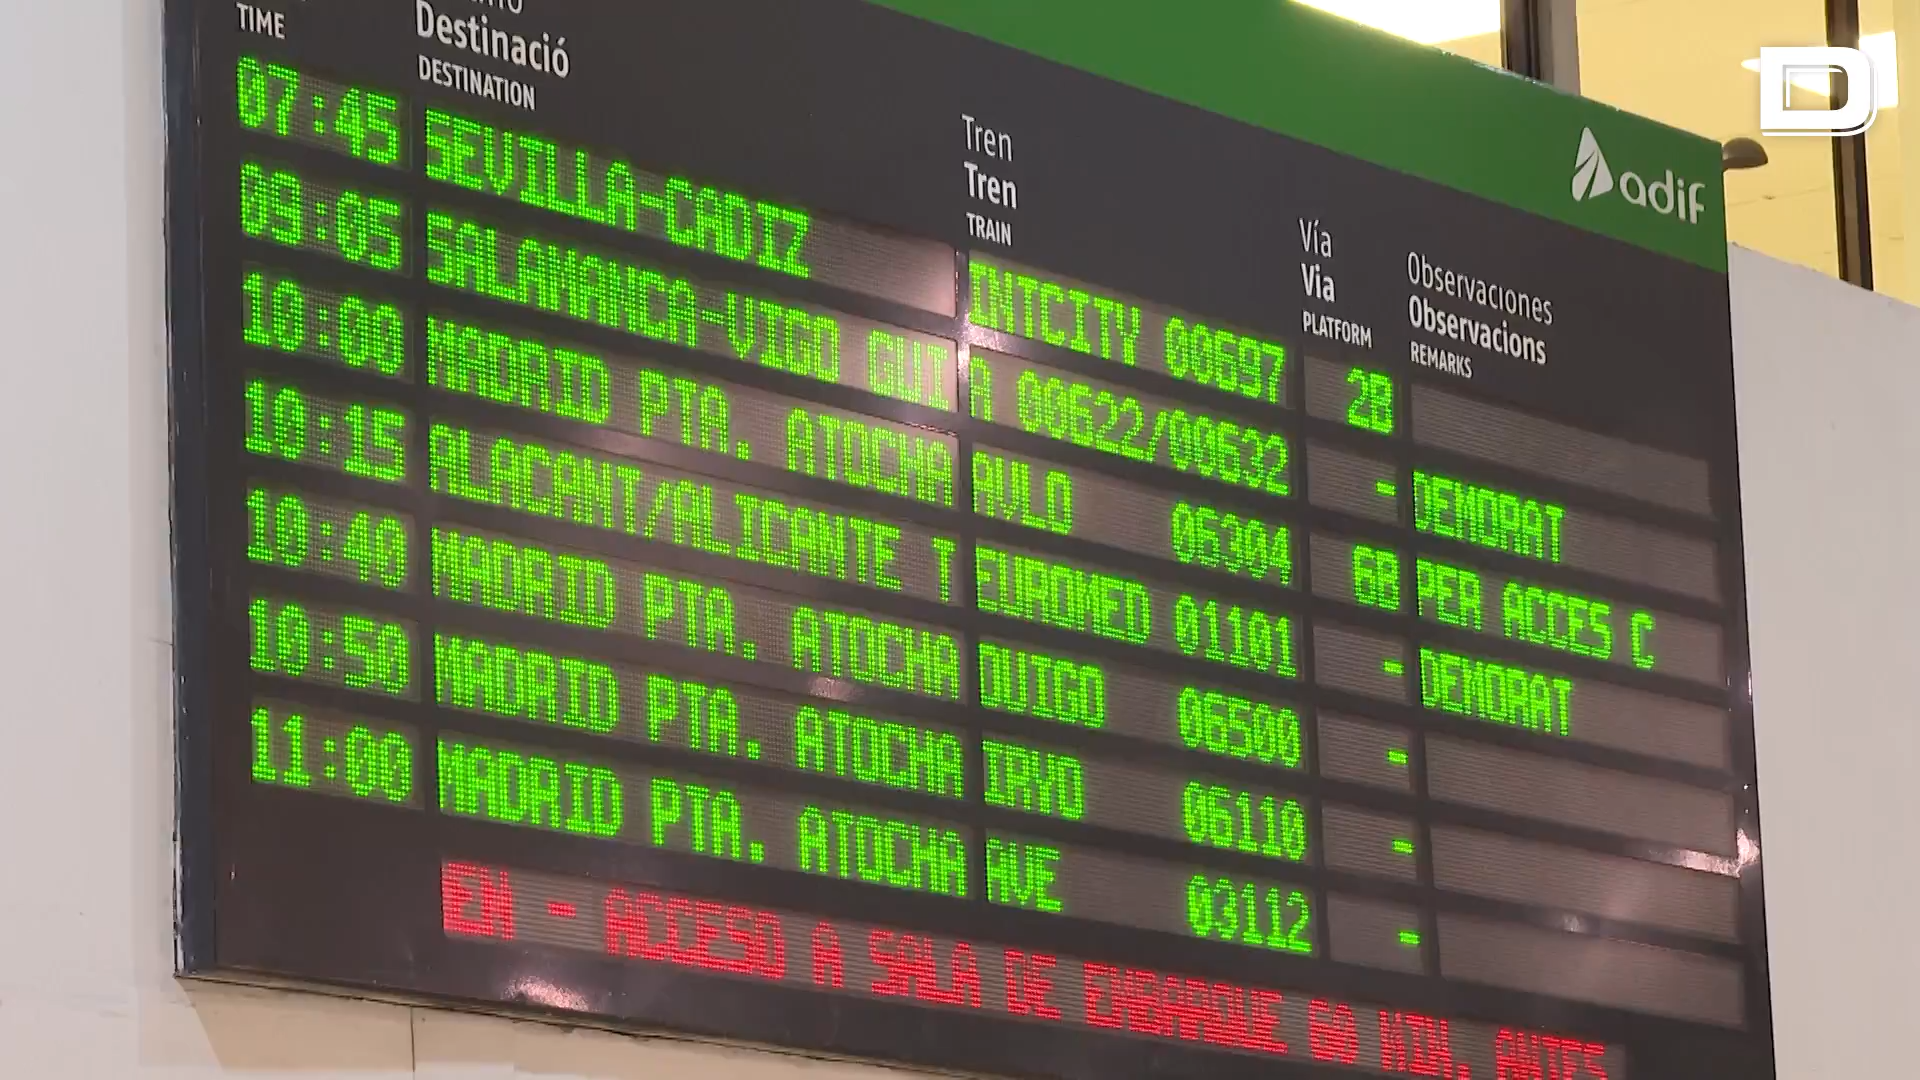 TIME
Destinació
DESTINATION
Tren
Tren
TRAIN
Vía
Via
PLATFORM
Observaciones
Observacions
REMARKS
adif
D
07:45 SEVILLA-CADIZ INTCITY 00697 2B
09:05 SALAMANCA-VIGO GUI A 00622/00632 - DEMORAT
10:00 MADRID PTA. ATOCHA AVLO 06304 6B PER ACCES C
10:15 ALACANT/ALICANTE T EUROMED 01101 - DEMORAT
10:40 MADRID PTA. ATOCHA OUIGO 06500 -
10:50 MADRID PTA. ATOCHA IRYO 06110 -
11:00 MADRID PTA. ATOCHA AVE 03112 -
EN - ACCESO A SALA DE EMBARQUE 60 MIN. ANTES